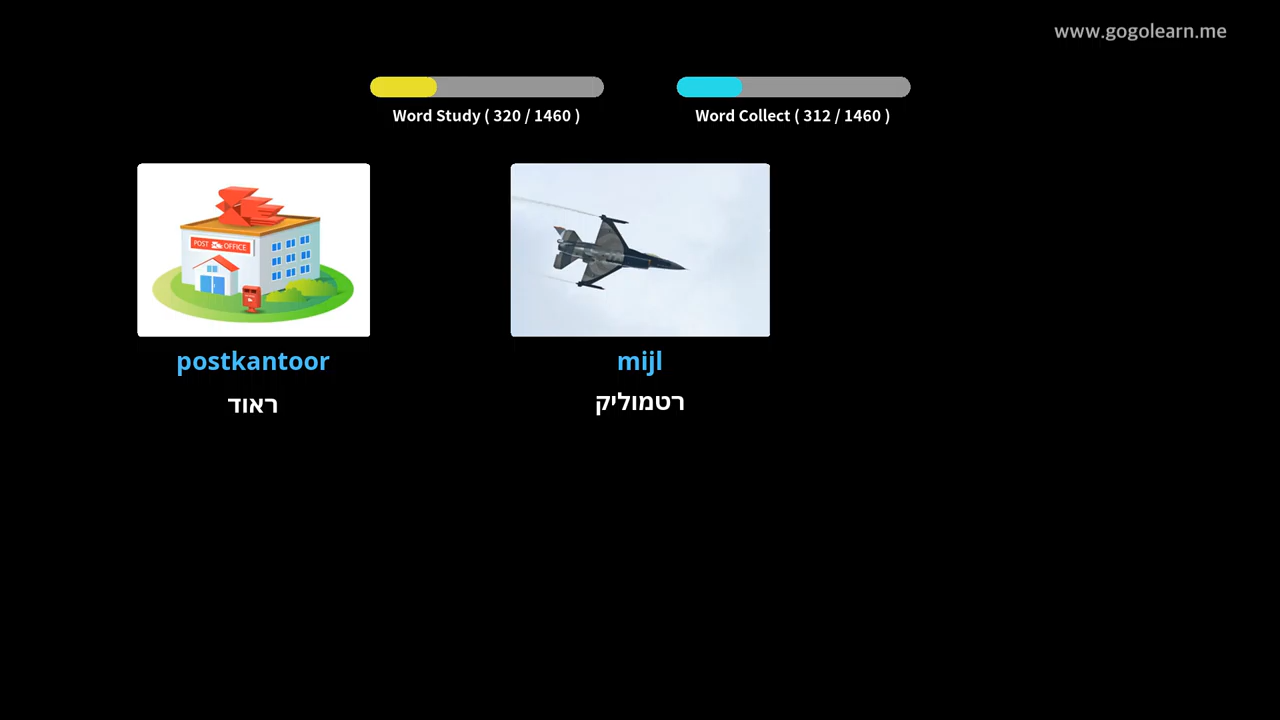 www.gogolearn.me
Word Study ( 320 / 1460 )
Word Collect ( 312 / 1460 )
POST OFFICE
postkantoor
ראוד
mijl
רטמוליק